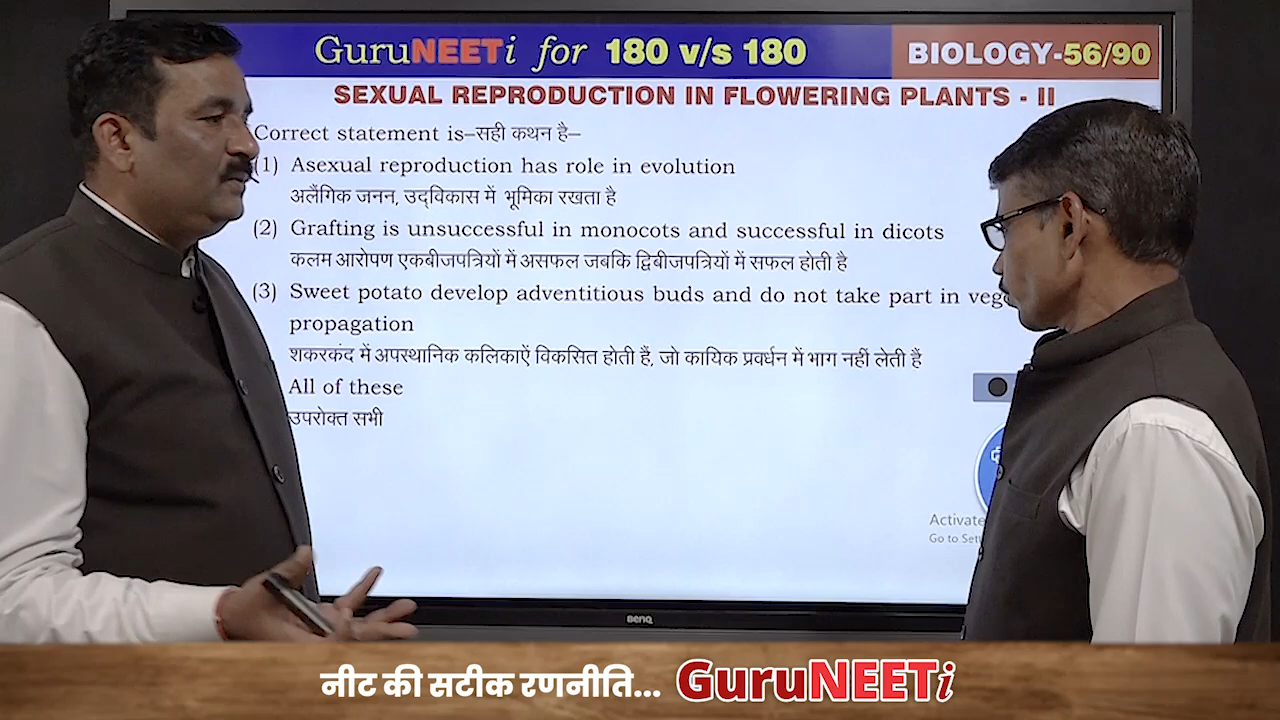 GuruNEETi for 180 v/s 180
BIOLOGY-56/90
SEXUAL REPRODUCTION IN FLOWERING PLANTS - II
Correct statement is–सही कथन है–
(1) Asexual reproduction has role in evolution
अलैंगिक जनन, उद्विकास में भूमिका रखता है
(2) Grafting is unsuccessful in monocots and successful in dicots
कलम आरोपण एकबीजपत्रियों में असफल जबकि द्विबीजपत्रियों में सफल होती है
(3) Sweet potato develop adventitious buds and do not take part in
propagation
शकरकंद में अपस्थानिक कलिकाऐं विकसित होती हैं, जो कायिक प्रवर्धन में भाग नहीं लेती हैं
All of these
उपरोक्त सभी
Activate
Go to
BenQ
नीट की सटीक रणनीति... GuruNEETi